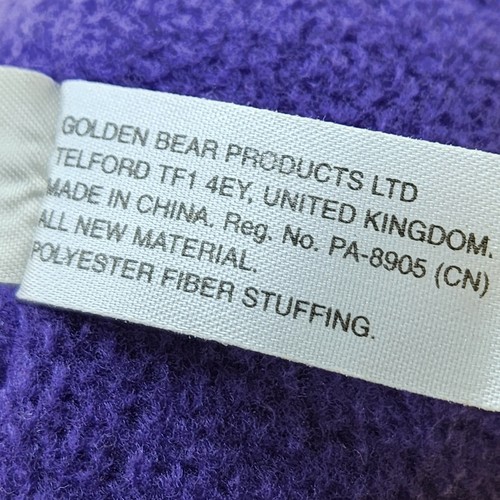 GOLDEN BEAR PRODUCTS LTD
TELFORD TF1 4EY, UNITED KINGDOM.
MADE IN CHINA. Reg. No. PA-8905 (CN)
ALL NEW MATERIAL.
POLYESTER FIBER STUFFING.